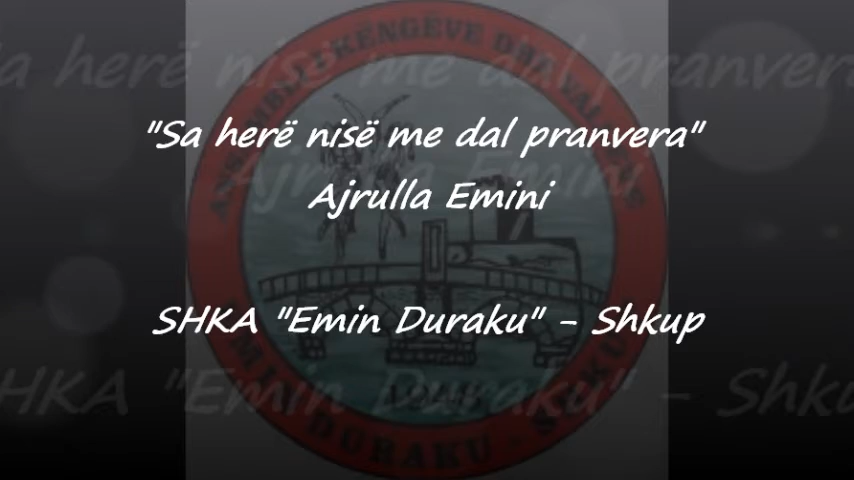 "Sa herë nisë me dal pranvera"
Ajrulla Emini
SHKA "Emin Duraku" - Shkup